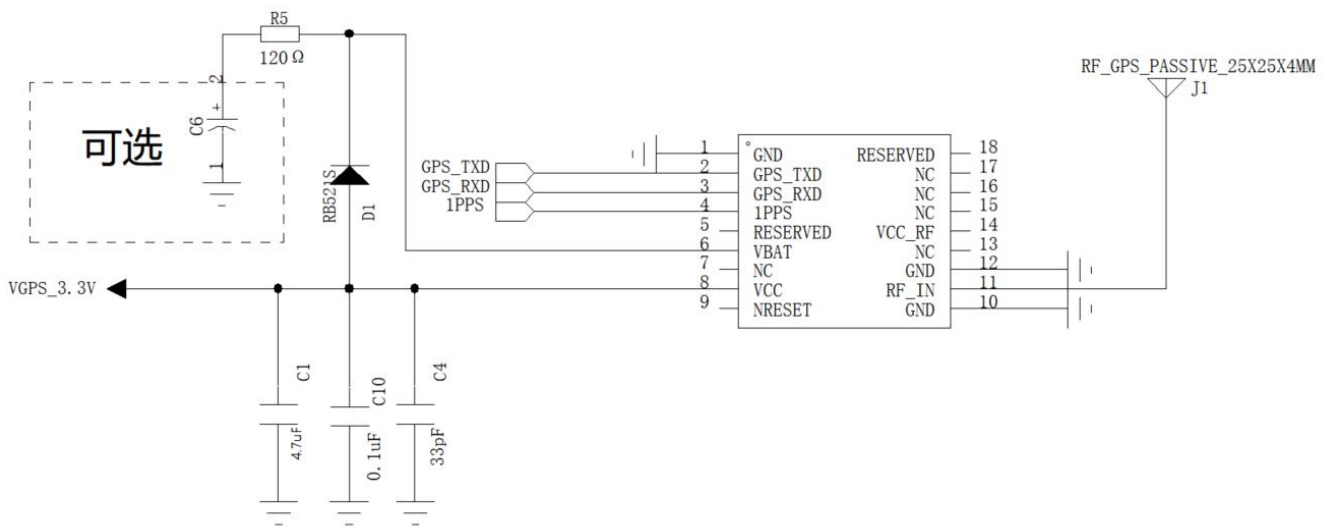 R5
120Ω
RF_GPS_PASSIVE_25X25X4MM
J1
2
+
C6
1
可选
RB521S
D1
GPS_TXD
GPS_RXD
1PPS
1
2
3
4
5
6
7
8
9
GND
GPS_TXD
GPS_RXD
1PPS
RESERVED
VBAT
NC
VCC
NRESET
RESERVED
NC
NC
NC
VCC_RF
NC
GND
RF_IN
GND
18
17
16
15
14
13
12
11
10
VGPS_3.3V
C1
4.7uF
C10
0.1uF
C4
33pF